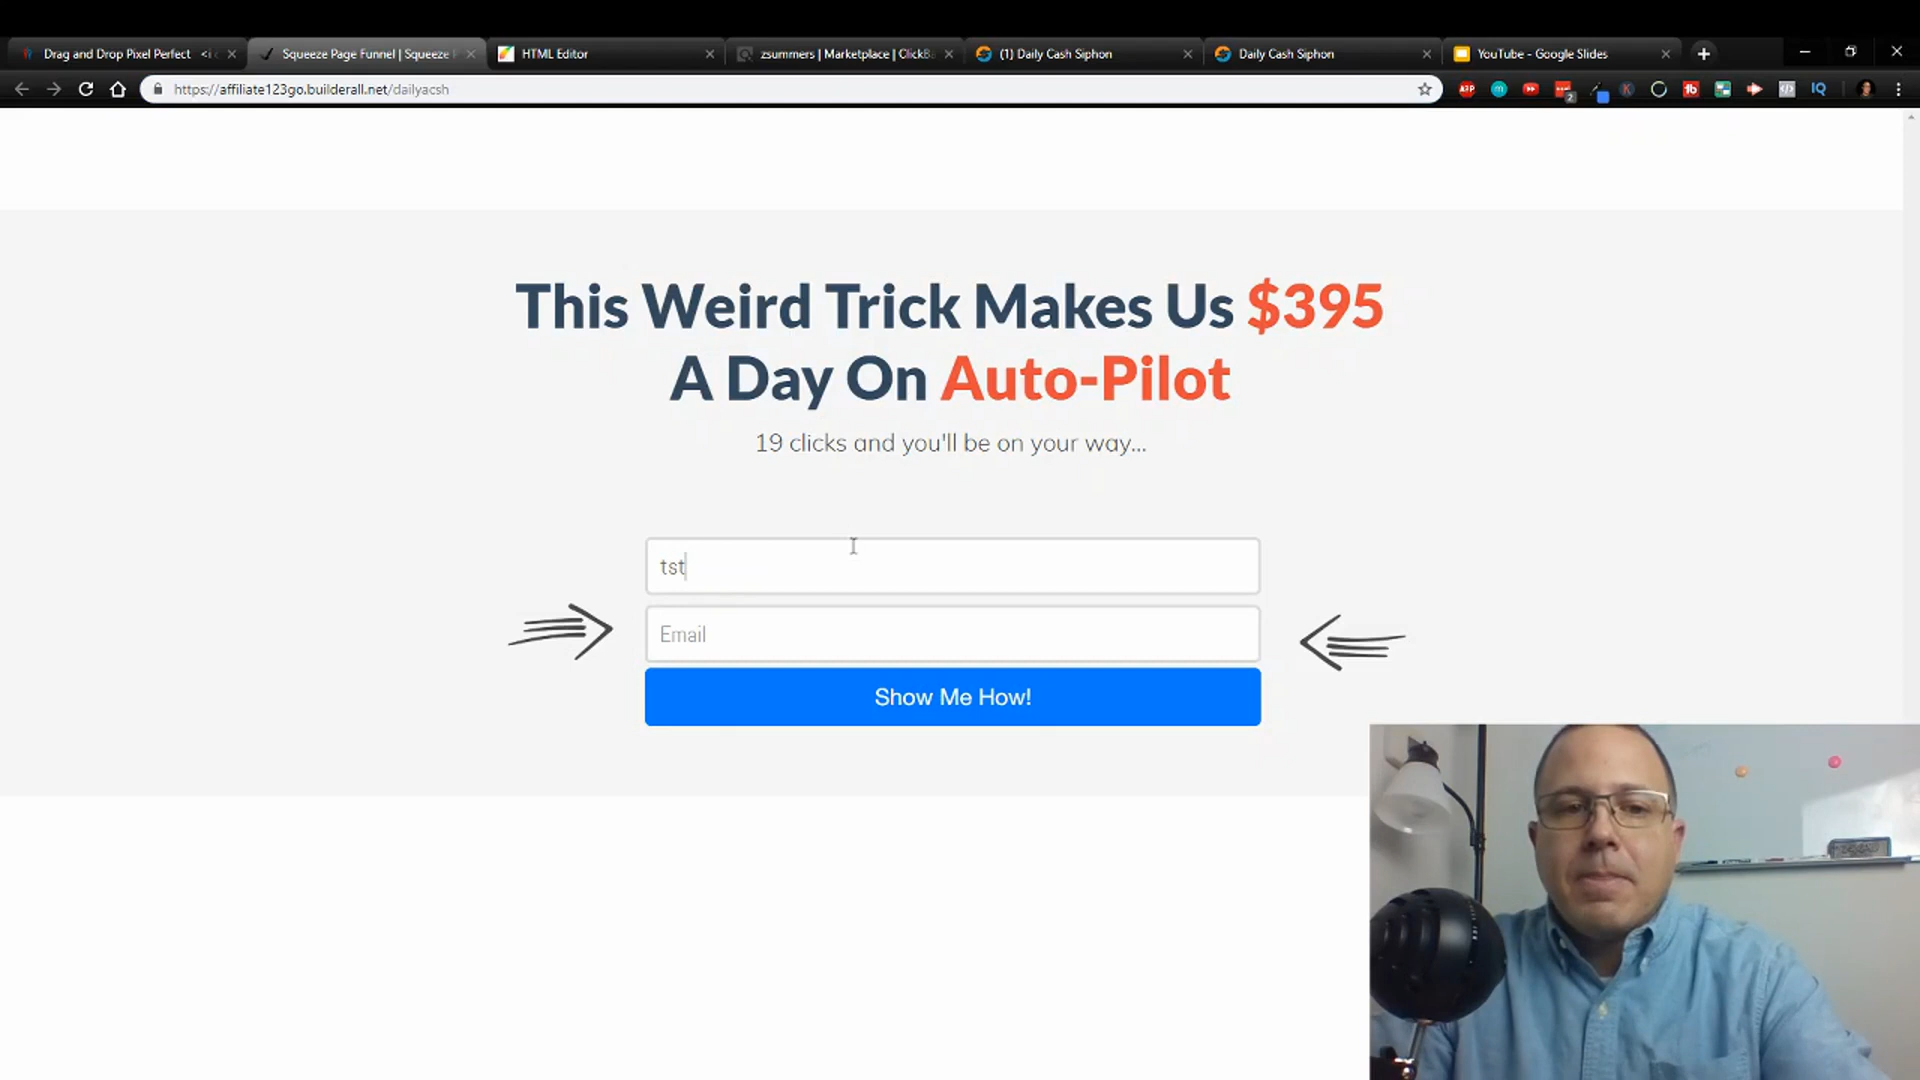 Drag and Drop Pixel Perfect <i c
Squeeze Page Funnel | Squeeze P
HTML Editor
zsummers | Marketplace | ClickBa
(1) Daily Cash Siphon
Daily Cash Siphon
YouTube - Google Slides
https://affiliate123go.builderall.net/dailyacsh
This Weird Trick Makes Us $395
A Day On Auto-Pilot
19 clicks and you'll be on your way...
tst
Email
Show Me How!